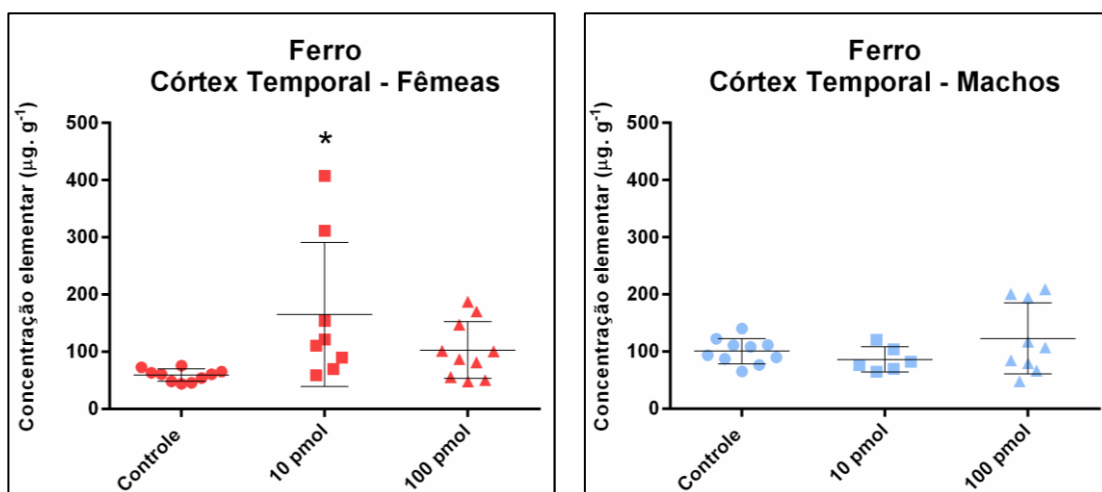 Ferro
Córtex Temporal - Fêmeas
Concentração elementar (μg. g⁻¹)
500
400
300
200
100
0
*
Controle
10 pmol
100 pmol
Ferro
Córtex Temporal - Machos
Concentração elementar (μg. g⁻¹)
500
400
300
200
100
0
Controle
10 pmol
100 pmol